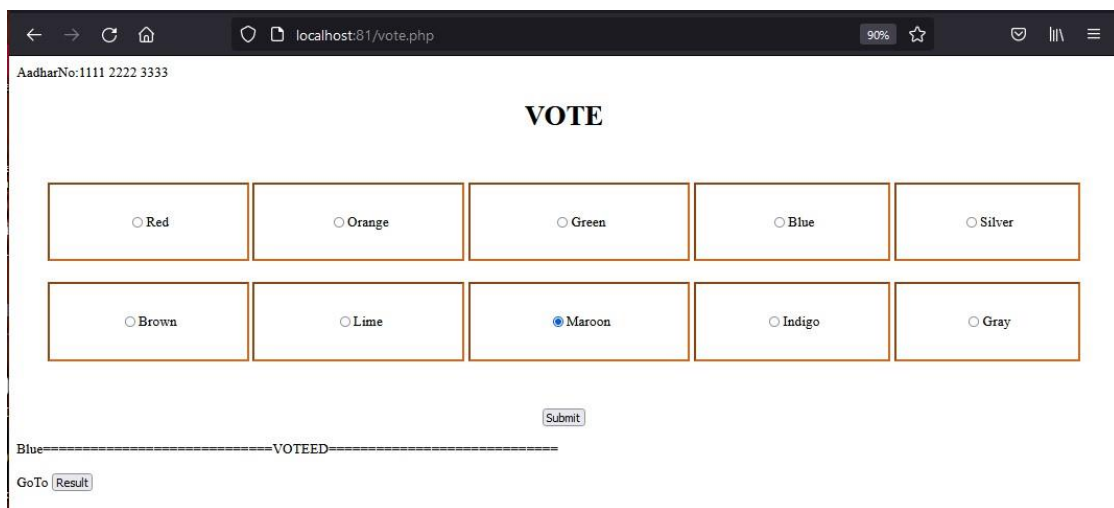 localhost:81/vote.php 90%
AadharNo:1111 2222 3333
VOTE
Red Orange Green Blue Silver
Brown Lime Maroon Indigo Gray
Submit
Blue=============================VOTEED=============================
GoTo Result